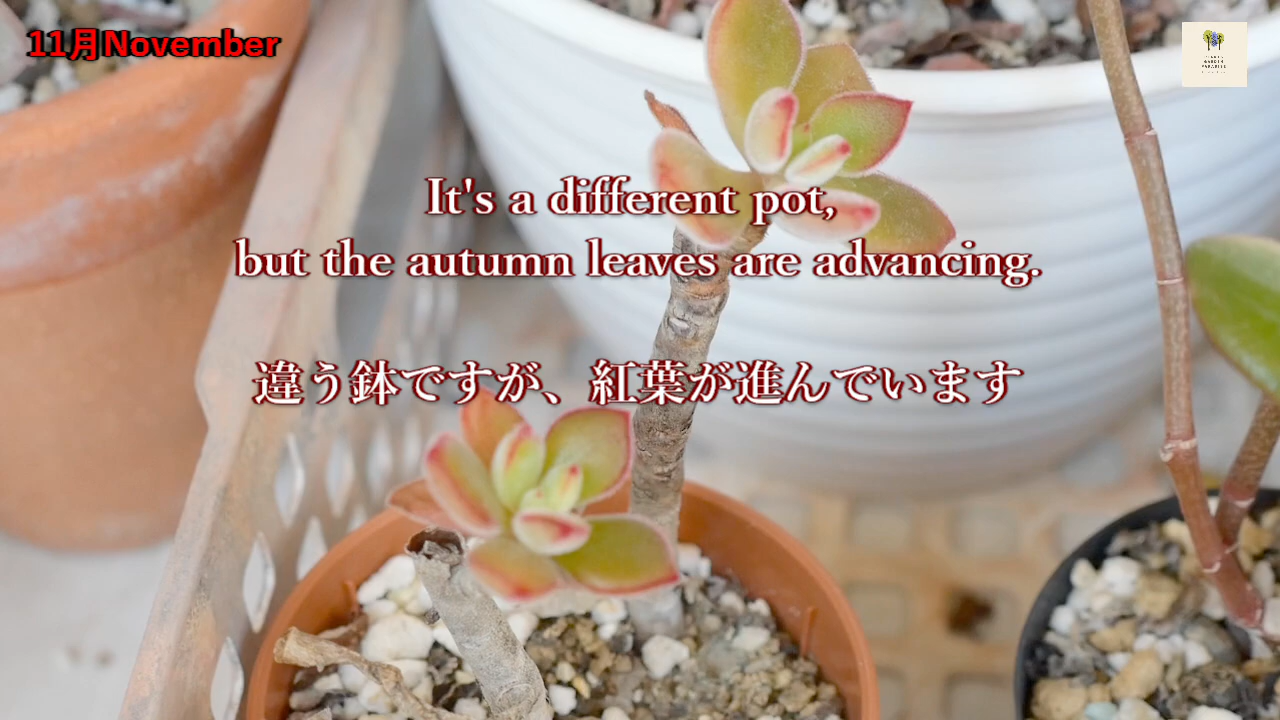 11月November
It's a different pot,
but the autumn leaves are advancing.
違う鉢ですが、紅葉が進んでいます